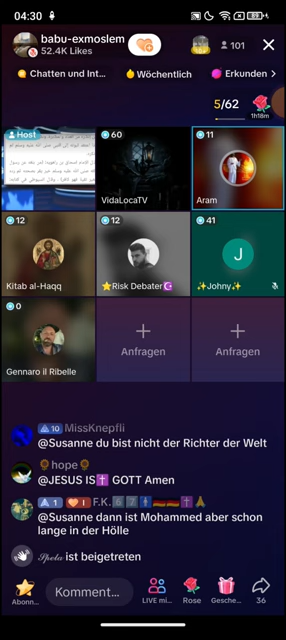 04:30
89
babu-exmoslem
52.4K Likes
101
Chatten und Int...
Wöchentlich
Erkunden
5/62
1h18m
Host
60
VidaLocaTV
11
Aram
12
Kitab al-Haqq
12
⭐Risk Debater☪
41
J
✨Johny✨
0
Gennaro il Ribelle
+
Anfragen
+
Anfragen
10 MissKnepfli
@Susanne du bist nicht der Richter der Welt
🌻hope🌻
@JESUS IS✝ GOTT Amen
1 I F.K.
@Susanne dann ist Mohammed aber schon
lange in der Hölle
Spela ist beigetreten
Abonn...
Komment...
LIVE mi...
Rose
Gesche...
36